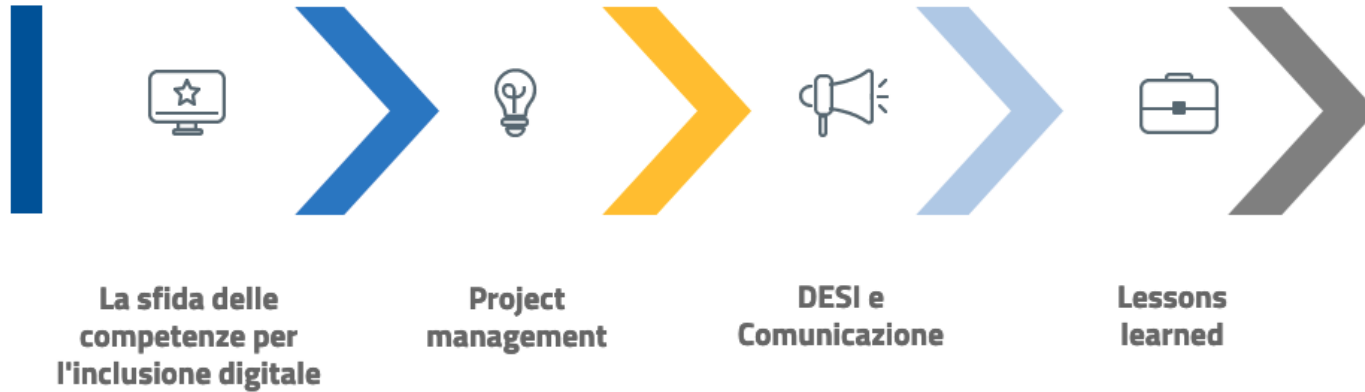 La sfida delle
competenze per
l'inclusione digitale
Project
management
DESI e
Comunicazione
Lessons
learned